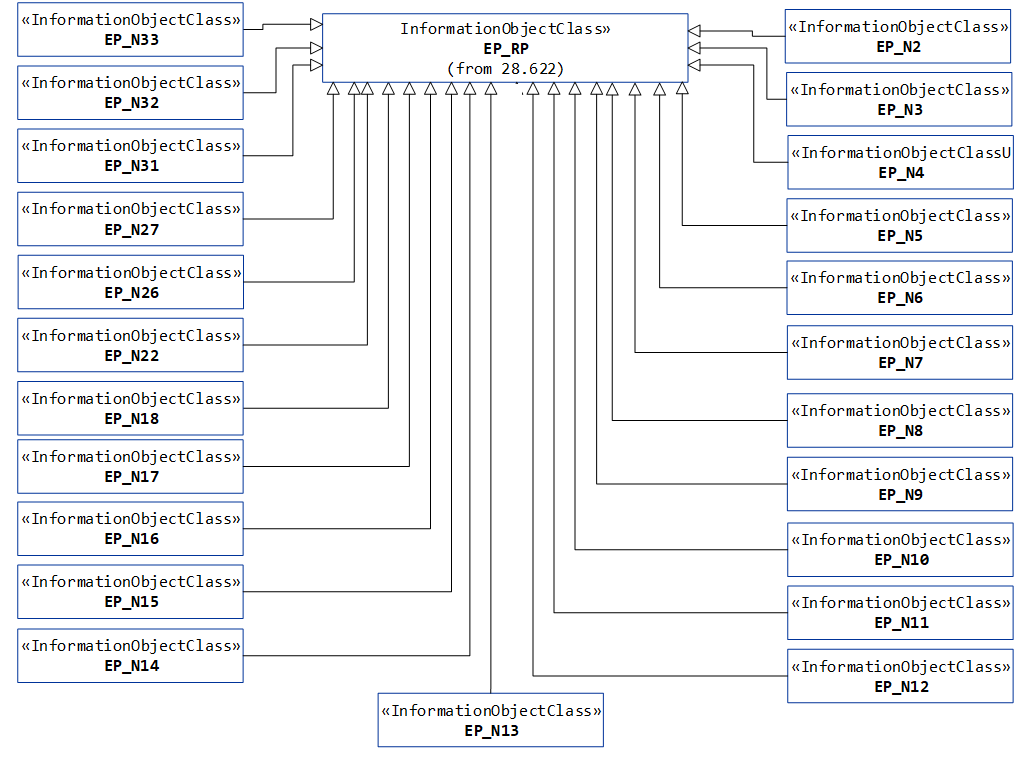 «InformationObjectClass»
EP_N33
«InformationObjectClass»
EP_N32
«InformationObjectClass»
EP_N31
«InformationObjectClass»
EP_N27
«InformationObjectClass»
EP_N26
«InformationObjectClass»
EP_N22
«InformationObjectClass»
EP_N18
«InformationObjectClass»
EP_N17
«InformationObjectClass»
EP_N16
«InformationObjectClass»
EP_N15
«InformationObjectClass»
EP_N14
InformationObjectClass»
EP_RP
(from 28.622)
«InformationObjectClass»
EP_N13
«InformationObjectClass»
EP_N2
«InformationObjectClass»
EP_N3
«InformationObjectClassU
EP_N4
«InformationObjectClass»
EP_N5
«InformationObjectClass»
EP_N6
«InformationObjectClass»
EP_N7
«InformationObjectClass»
EP_N8
«InformationObjectClass»
EP_N9
«InformationObjectClass»
EP_N10
«InformationObjectClass»
EP_N11
«InformationObjectClass»
EP_N12